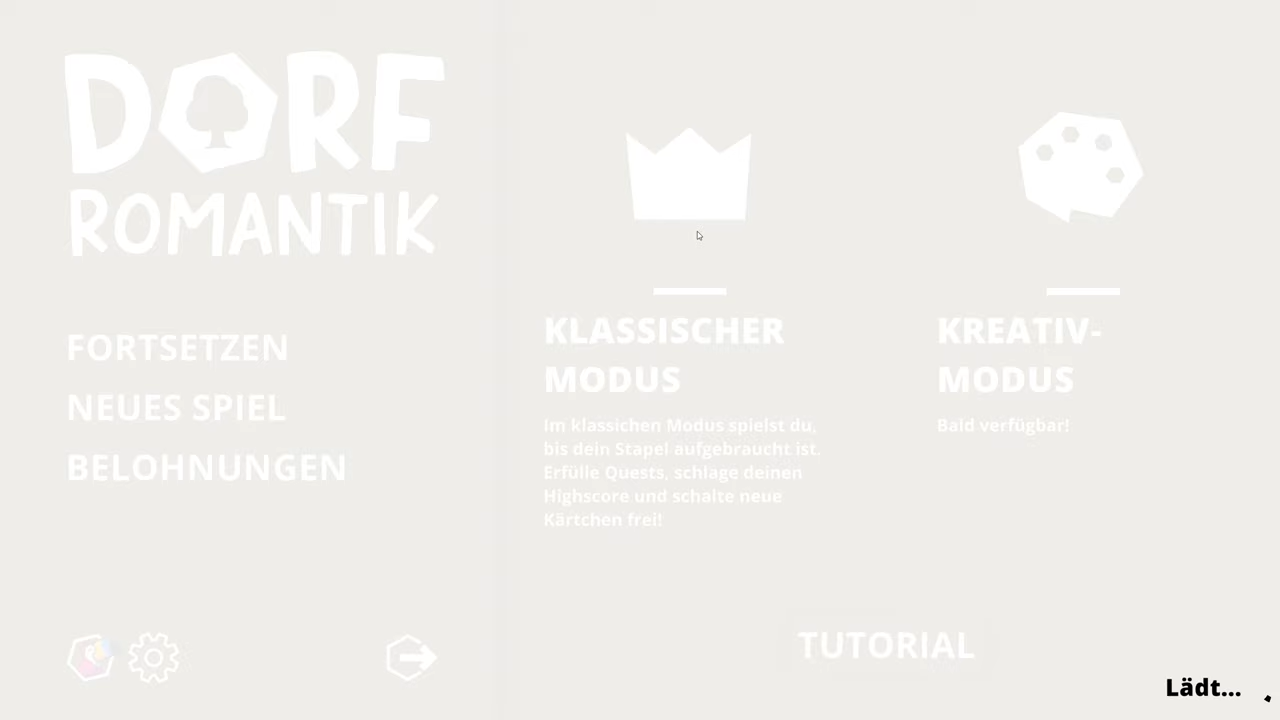 DORF
ROMANTIK
FORTSETZEN
NEUES SPIEL
BELOHNUNGEN
KLASSISCHER
MODUS
Im klassichen Modus spielst du,
bis dein Stapel aufgebraucht ist.
Erfülle Quests, schlage deinen
Highscore und schalte neue
Kärtchen frei!
KREATIV-
MODUS
Bald verfügbar!
TUTORIAL
Lädt...